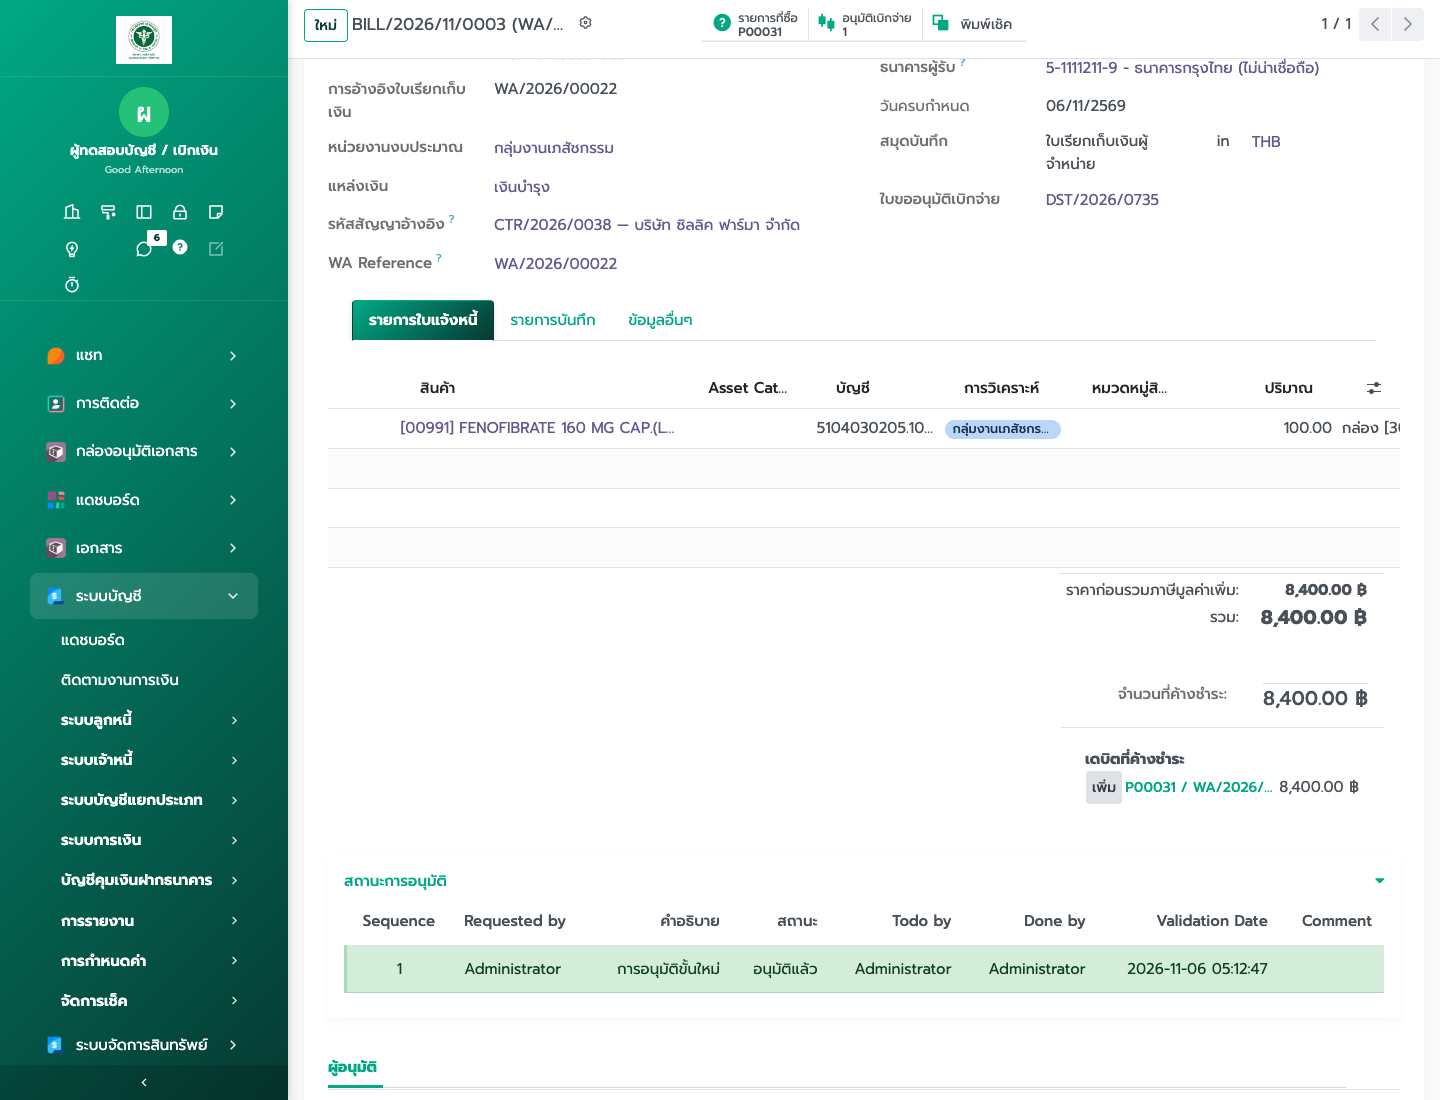 ใหม่
BILL/2026/11/0003 (WA/...
รายการที่ซื้อ
P00031
อนุมัติเบิกจ่าย
1
พิมพ์เช็ค
1 / 1
ผ
ผู้ทดสอบบัญชี / เบิกเงิน
Good Afternoon
6
แชท
การติดต่อ
กล่องอนุมัติเอกสาร
แดชบอร์ด
เอกสาร
ระบบบัญชี
แดชบอร์ด
ติดตามงานการเงิน
ระบบลูกหนี้
ระบบเจ้าหนี้
ระบบบัญชีแยกประเภท
ระบบการเงิน
บัญชีคุมเงินฝากธนาคาร
การรายงาน
การกำหนดค่า
จัดการเช็ค
ระบบจัดการสินทรัพย์
การอ้างอิงใบเรียกเก็บเงิน
WA/2026/00022
หน่วยงานงบประมาณ
กลุ่มงานเภสัชกรรม
แหล่งเงิน
เงินบำรุง
รหัสสัญญาอ้างอิง ?
CTR/2026/0038 — บริษัท ซิลลิค ฟาร์มา จำกัด
WA Reference ?
WA/2026/00022
ธนาคารผู้รับ ?
5-1111211-9 - ธนาคารกรุงไทย (ไม่น่าเชื่อถือ)
วันครบกำหนด
06/11/2569
สมุดบันทึก
ใบเรียกเก็บเงินผู้จำหน่าย
in
THB
ใบขออนุมัติเบิกจ่าย
DST/2026/0735
รายการใบแจ้งหนี้
รายการบันทึก
ข้อมูลอื่นๆ
สินค้า
Asset Cat...
บัญชี
การวิเคราะห์
หมวดหมู่สิ...
ปริมาณ
[00991] FENOFIBRATE 160 MG CAP.(L...
5104030205.10...
กลุ่มงานเภสัชกร...
100.00
กล่อง [30
ราคาก่อนรวมภาษีมูลค่าเพิ่ม:
8,400.00 ฿
รวม:
8,400.00 ฿
จำนวนที่ค้างชำระ:
8,400.00 ฿
เดบิตที่ค้างชำระ
เพิ่ม
P00031 / WA/2026/...
8,400.00 ฿
สถานะการอนุมัติ
Sequence
Requested by
คำอธิบาย
สถานะ
Todo by
Done by
Validation Date
Comment
1
Administrator
การอนุมัติขั้นใหม่
อนุมัติแล้ว
Administrator
Administrator
2026-11-06 05:12:47
ผู้อนุมัติ